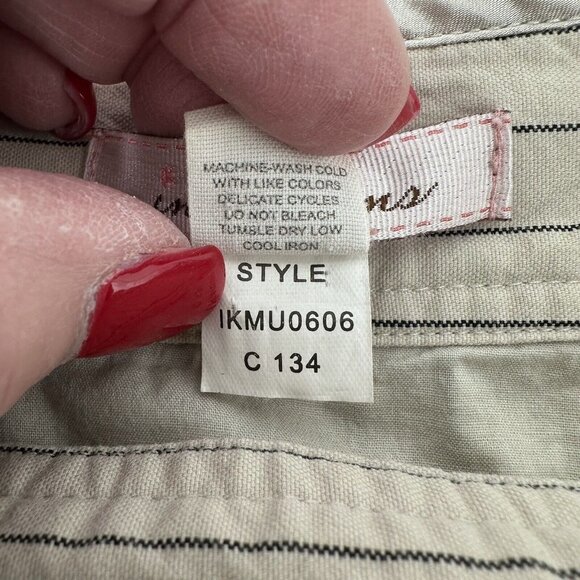 MACHINE-WASH COLD
WITH LIKE COLORS
DELICATE CYCLES
DO NOT BLEACH
TUMBLE DRY LOW
COOL IRON
STYLE
IKMU0606
C 134